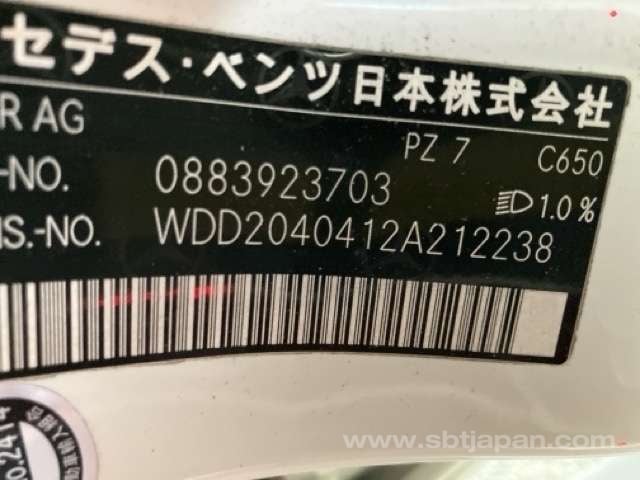 セデス・ベンツ日本株式会社
R AG
PZ 7 C650
-NO. 0883923703
1.0 %
NS.-NO. WDD2040412A212238
www.sbtjapan.com